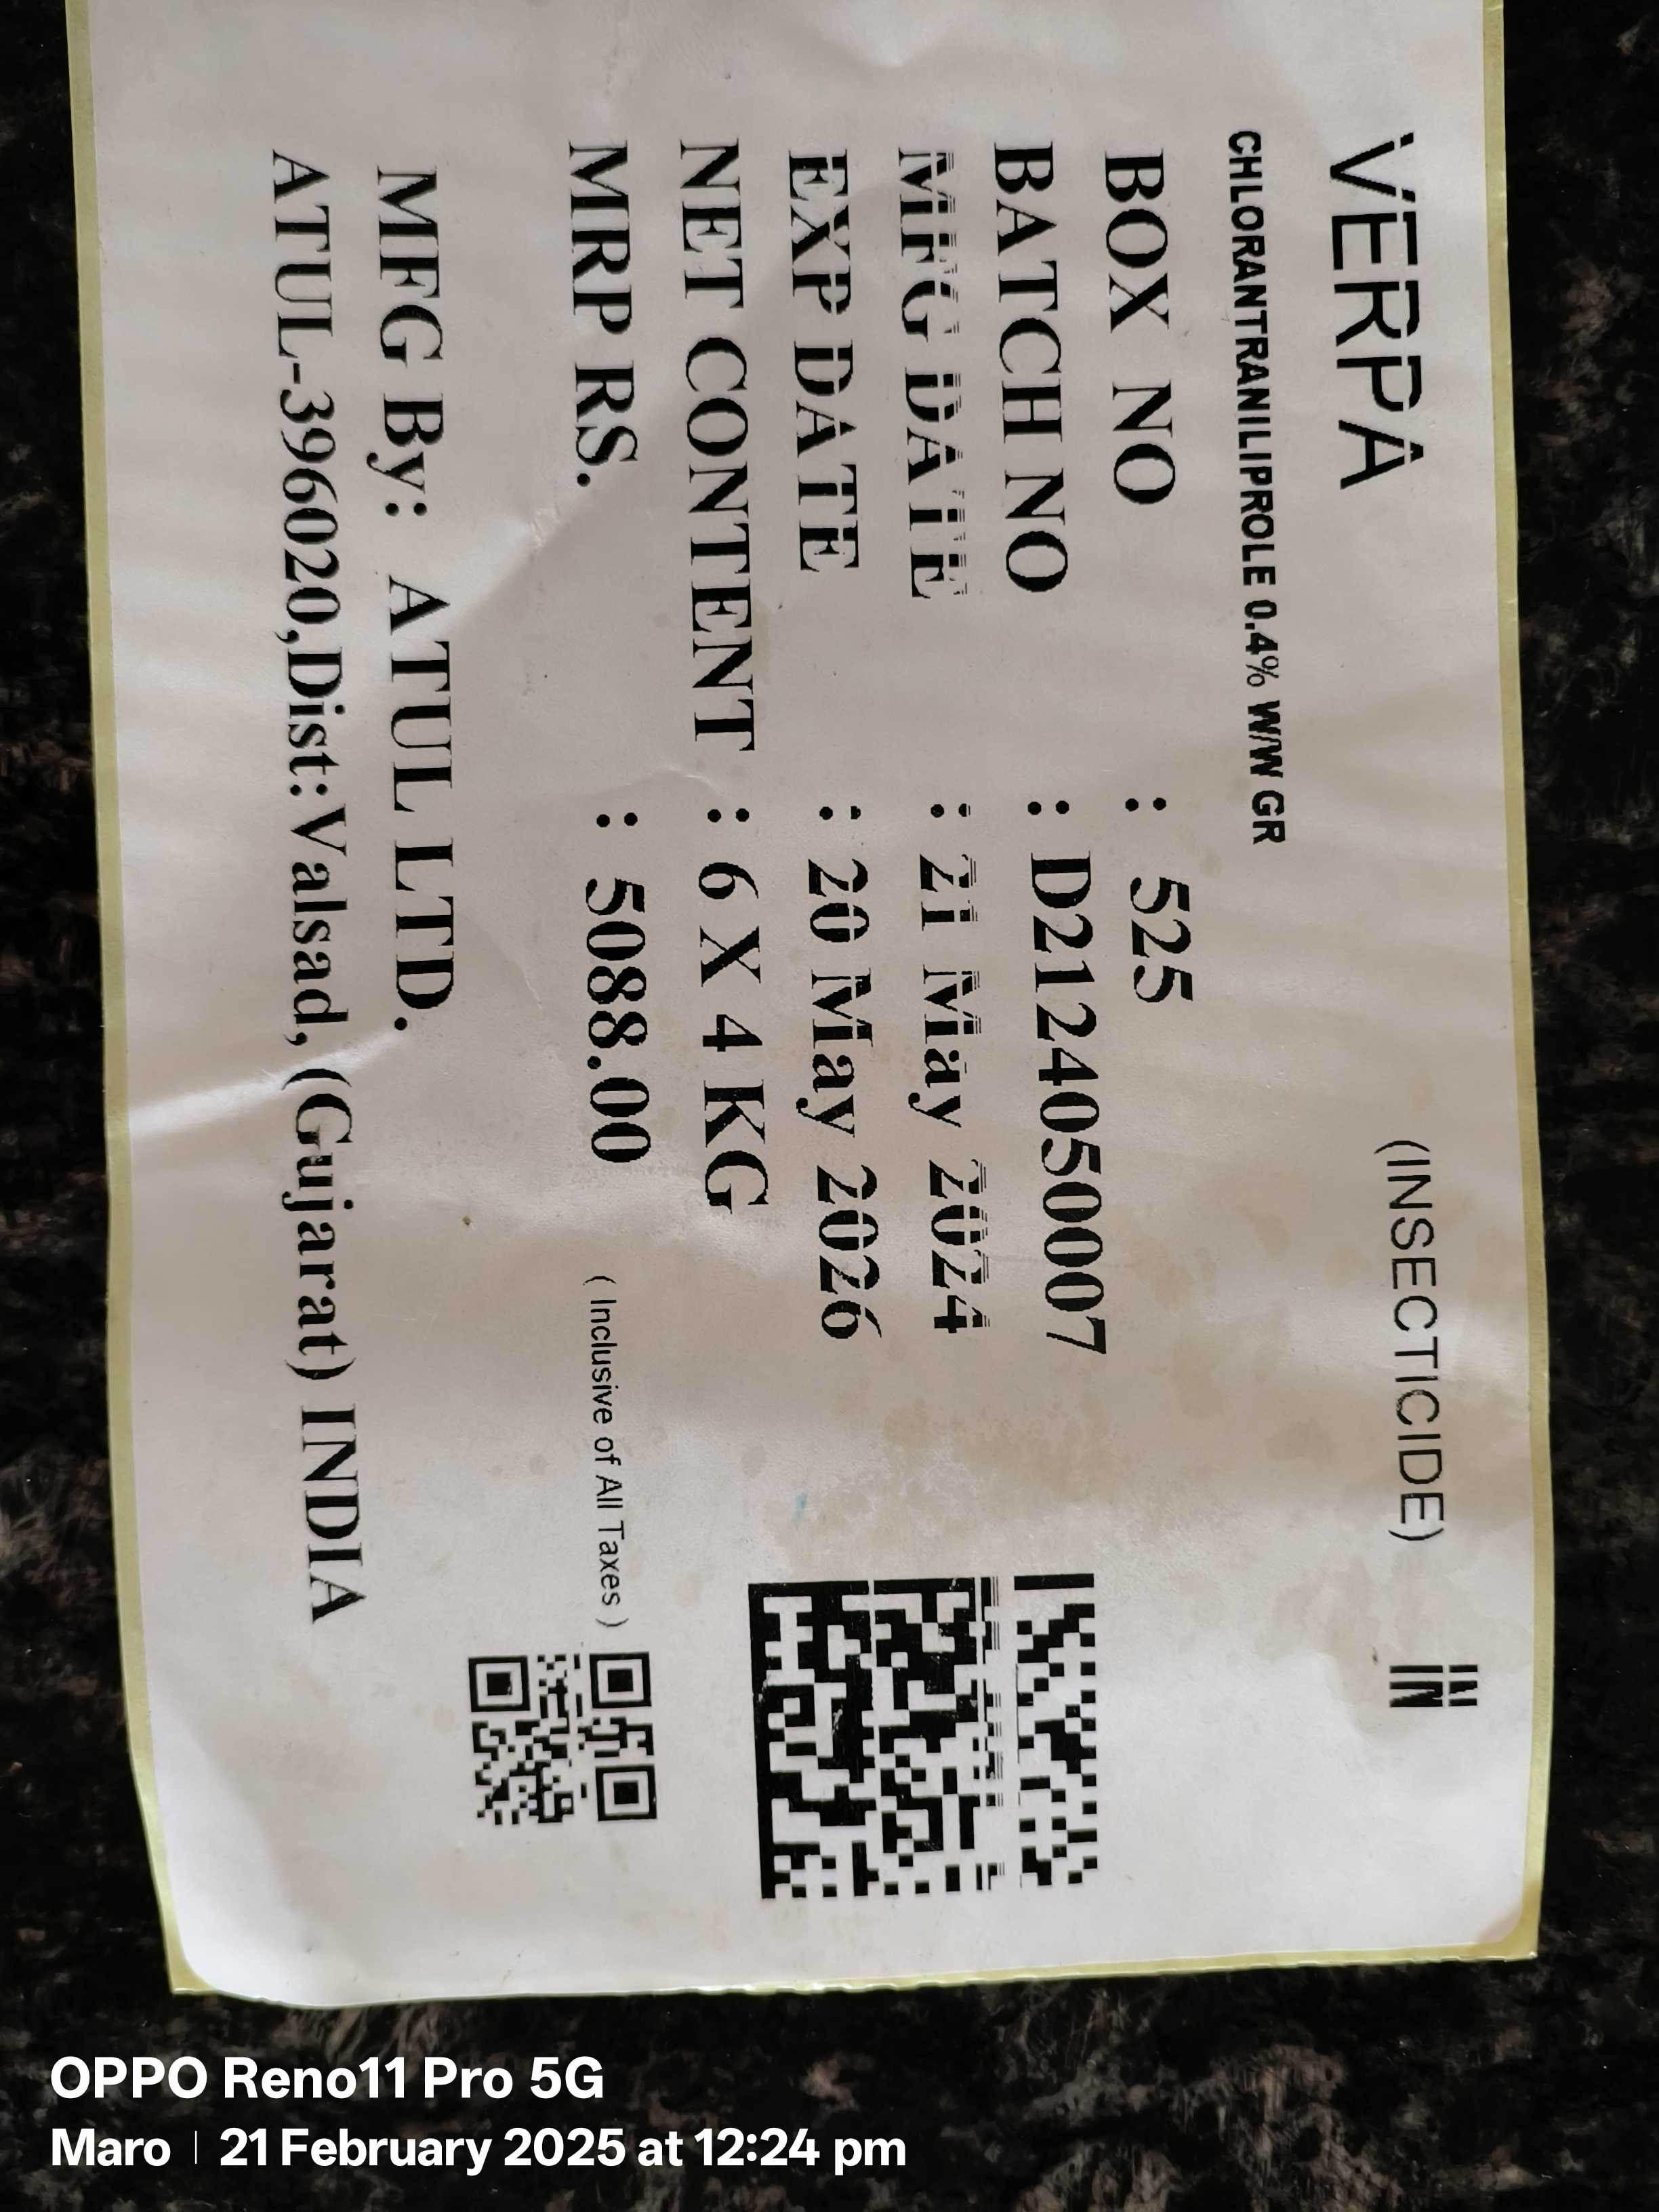 VERPA (INSECTICIDE) IN
CHLORANTRANILIPROLE 0.4% W/W GR
BOX NO : 525
BATCH NO : D212405007
MFG DATE : 21 May 2024
EXP DATE : 20 May 2026
NET CONTENT : 6 X 4 KG
MRP RS. : 5088.00 ( Inclusive of All Taxes )
MFG By: ATUL LTD.
ATUL-396020,Dist:Valsad, (Gujarat) INDIA
OPPO Reno11 Pro 5G
Maro | 21 February 2025 at 12:24 pm